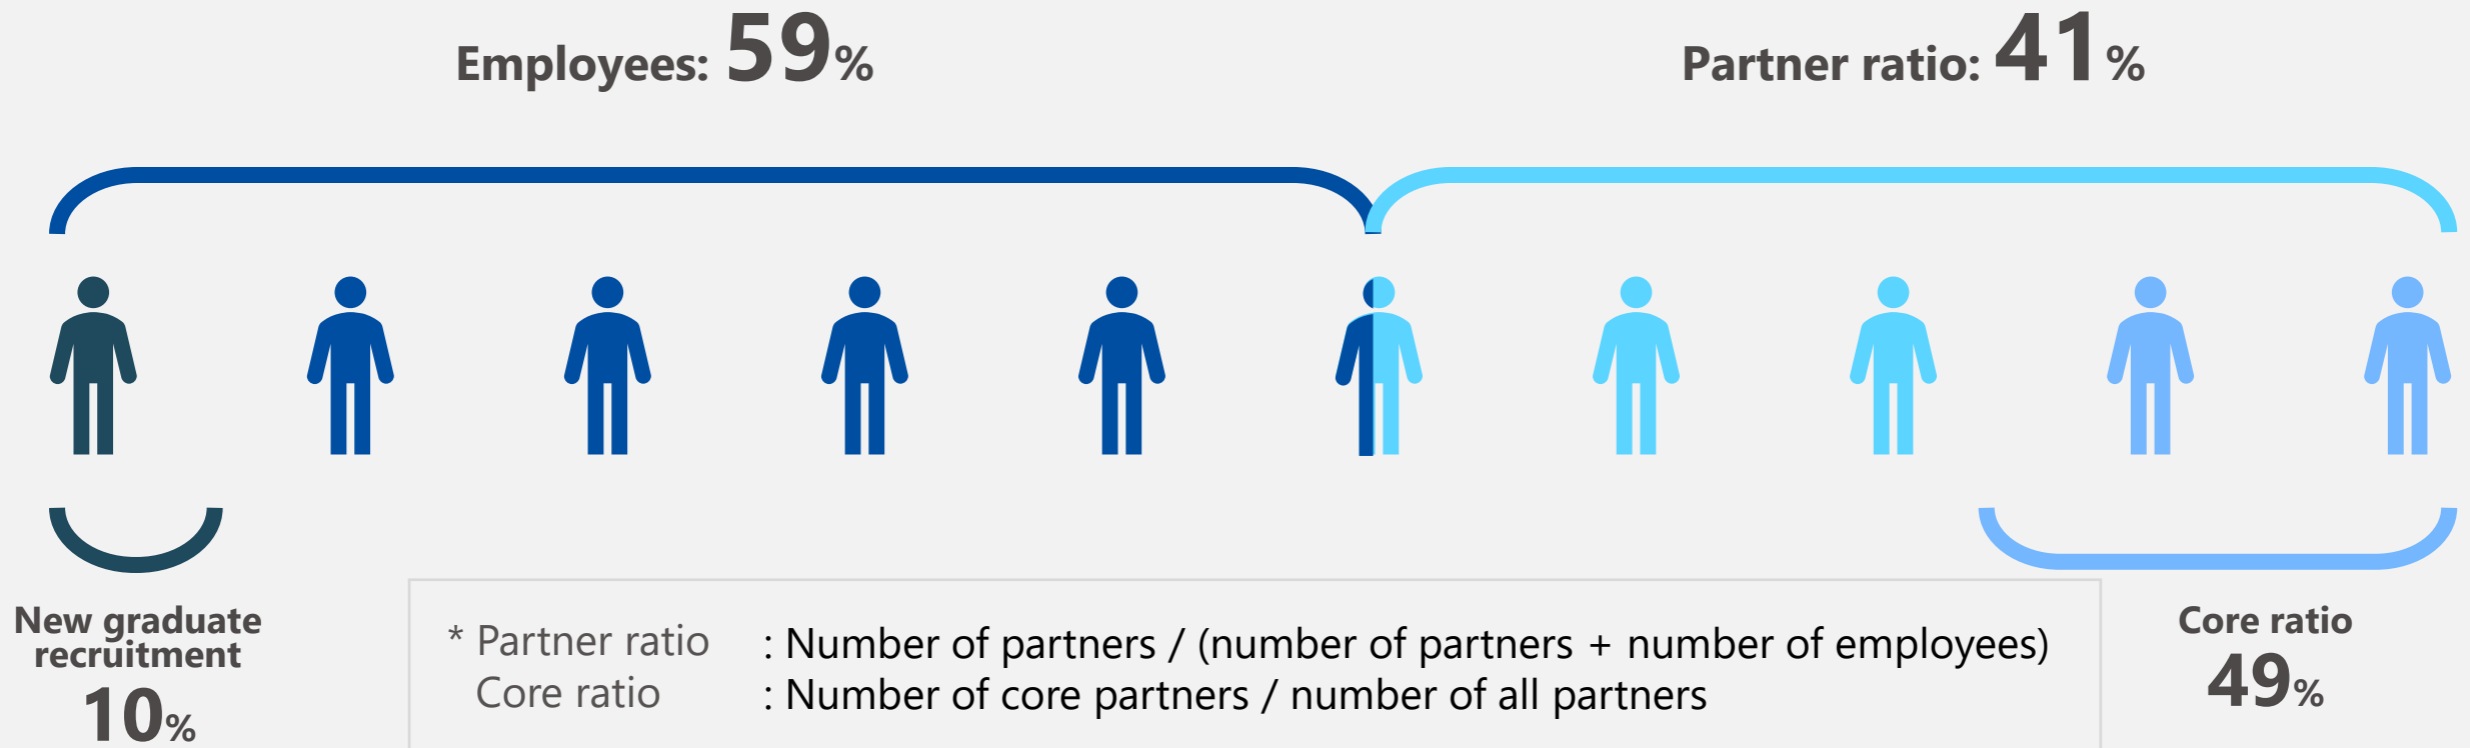 Employees: 59%
Partner ratio: 41%
New graduate
recruitment
10%
* Partner ratio : Number of partners / (number of partners + number of employees)
Core ratio : Number of core partners / number of all partners
Core ratio
49%